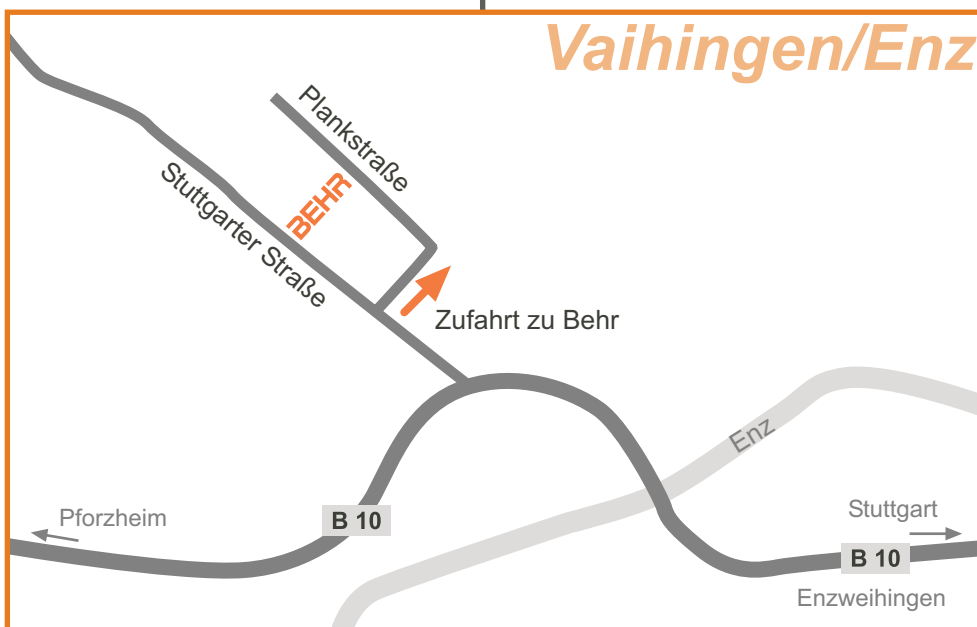 Vaihingen/Enz
Plankstraße
BEHR
Stuttgarter Straße
Zufahrt zu Behr
Enz
Pforzheim
B 10
Stuttgart
B 10
Enzweihingen